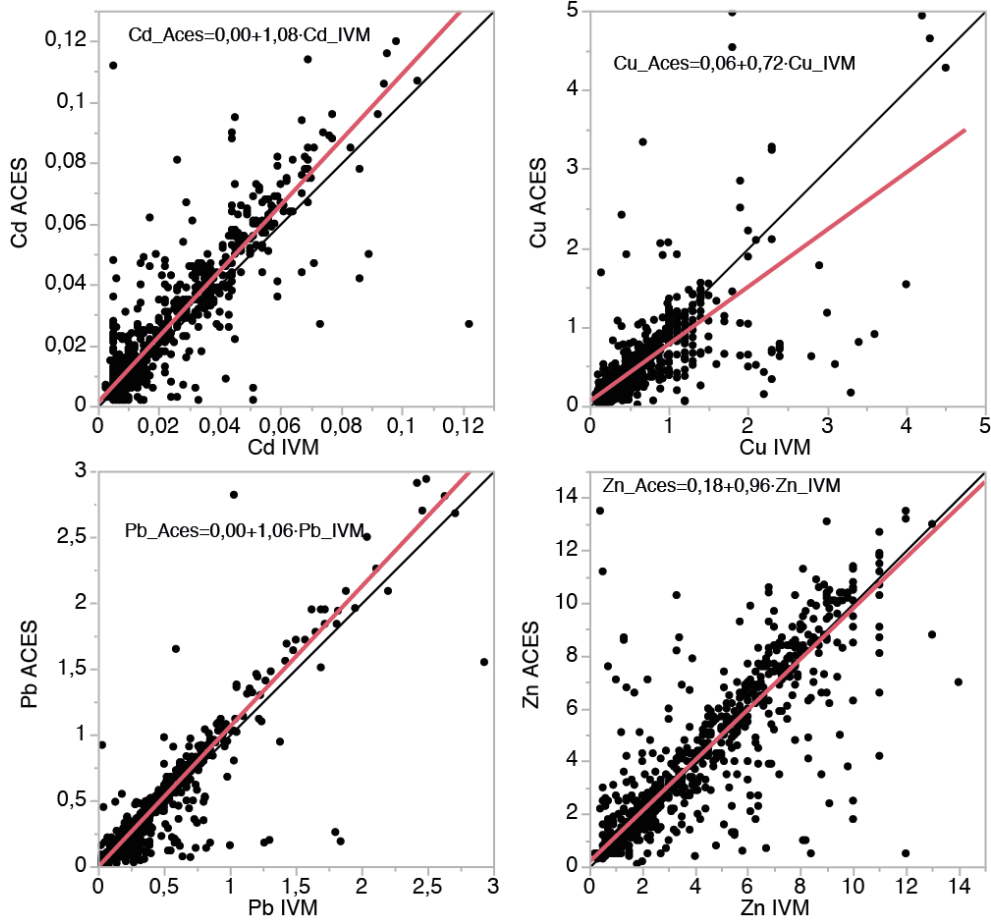 Cd_Aces=0,00+1,08·Cd_IVM
Cd ACES
0,12
0,1
0,08
0,06
0,04
0,02
0
0 0,02 0,04 0,06 0,08 0,1 0,12
Cd IVM
Cu_Aces=0,06+0,72·Cu_IVM
Cu ACES
5
4
3
2
1
0
0 1 2 3 4 5
Cu IVM
Pb_Aces=0,00+1,06·Pb_IVM
Pb ACES
3
2,5
2
1,5
1
0,5
0
0 0,5 1 1,5 2 2,5 3
Pb IVM
Zn_Aces=0,18+0,96·Zn_IVM
Zn ACES
14
12
10
8
6
4
2
0
0 2 4 6 8 10 12 14
Zn IVM